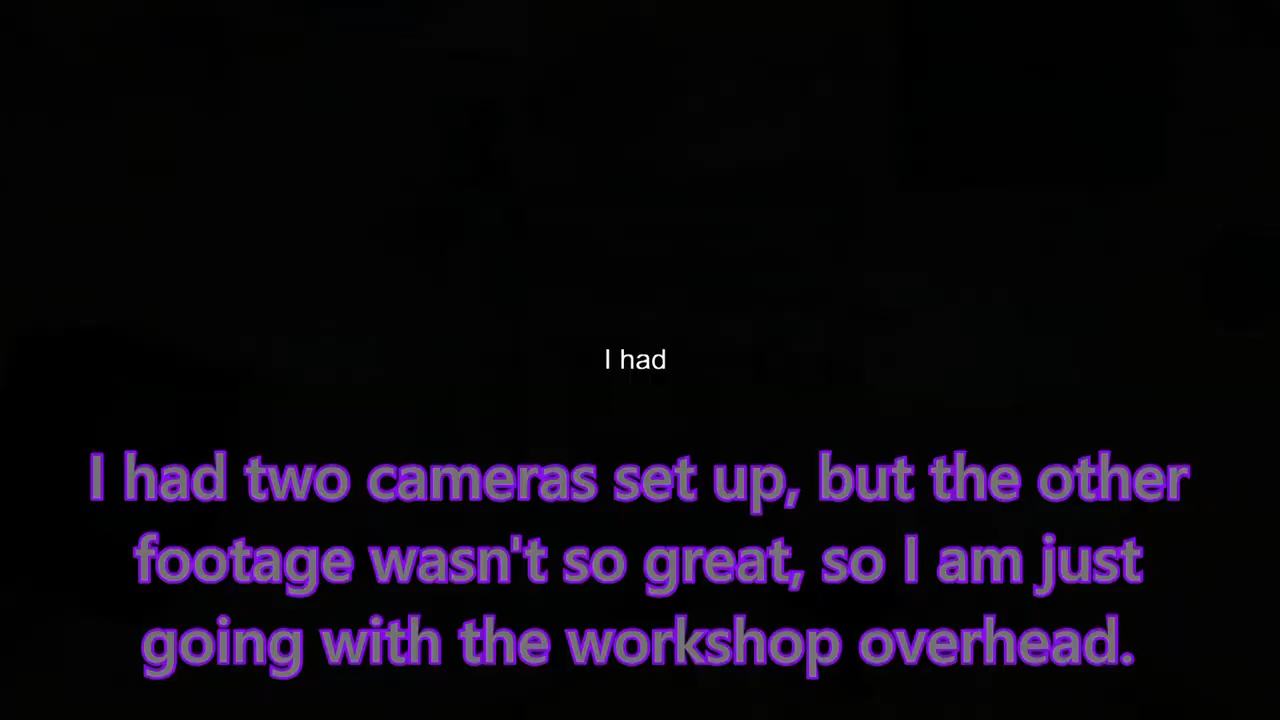 I had
I had two cameras set up, but the other
footage wasn't so great, so I am just
going with the workshop overhead.